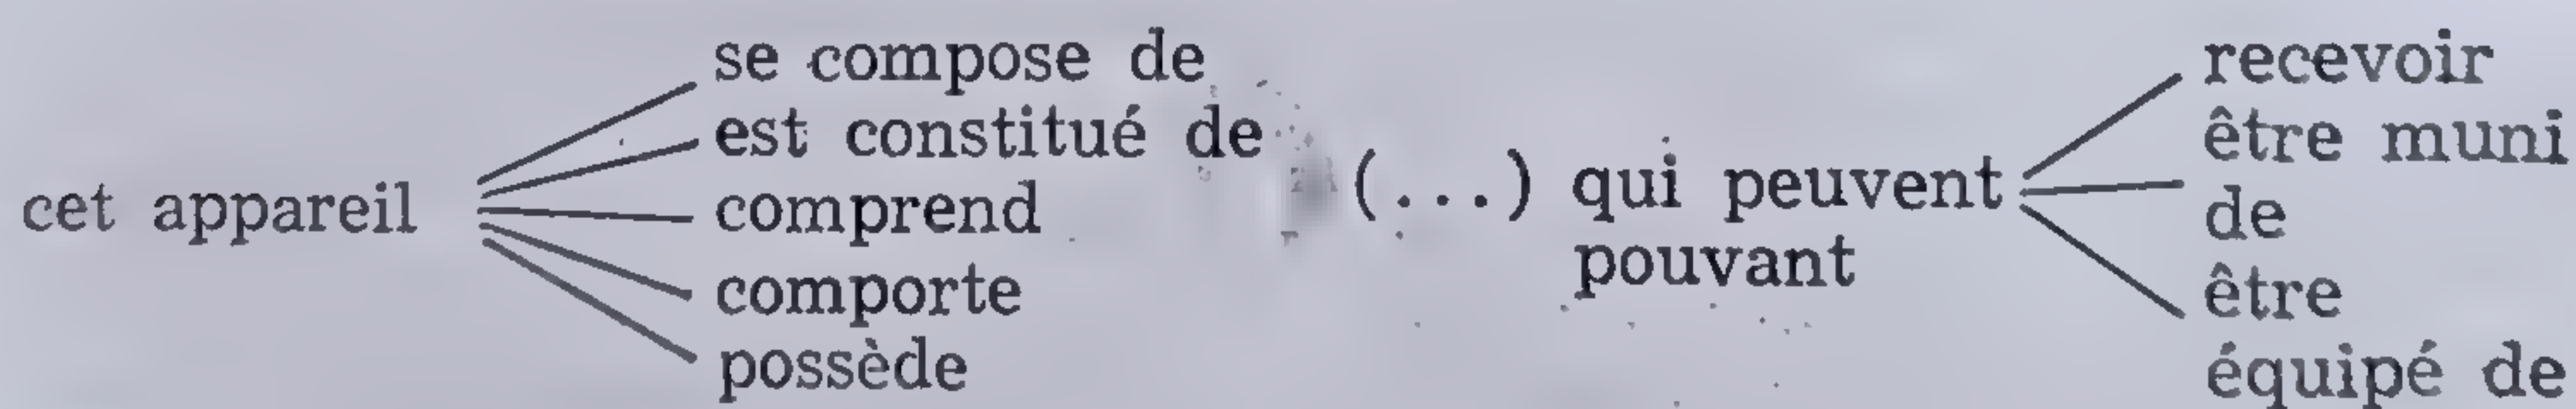 cet appareil
se compose de
est constitué de
comprend
comporte
possède
(...) qui peuvent
pouvant
recevoir
être muni
de
être
équipé de